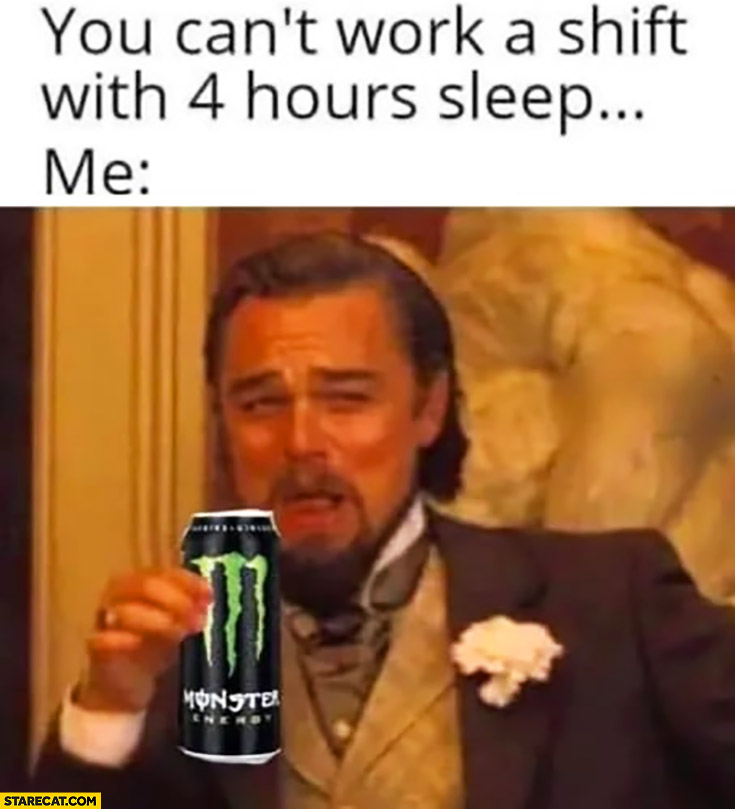 You can't work a shift
with 4 hours sleep...
Me:
MONSTER
ENERGY
STARECAT.COM